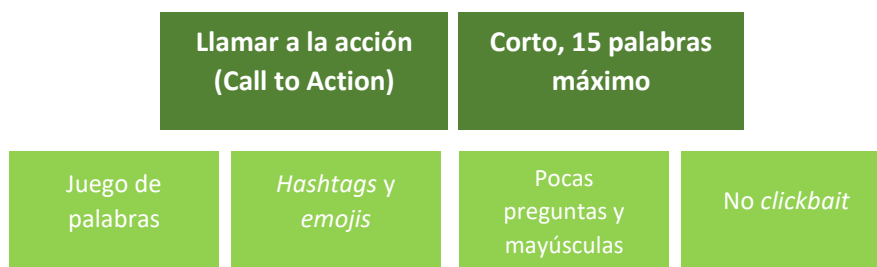 Llamar a la acción
(Call to Action)
Corto, 15 palabras
máximo
Juego de
palabras
Hashtags y
emojis
Pocas
preguntas y
mayúsculas
No clickbait